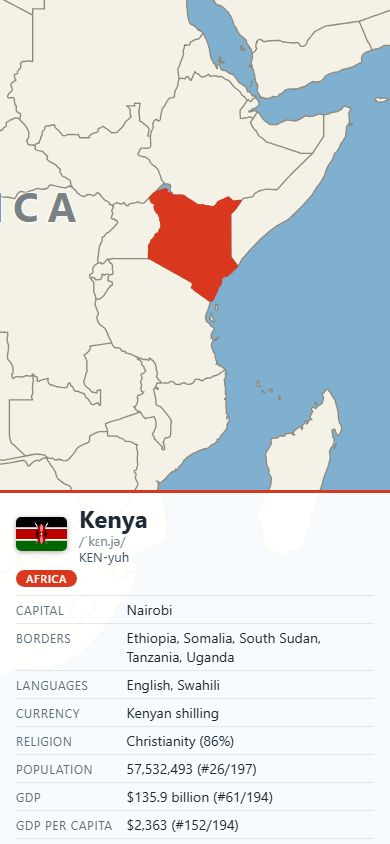 ICA
Kenya
/ˈkɛn.jə/
KEN-yuh
AFRICA
CAPITAL Nairobi
BORDERS Ethiopia, Somalia, South Sudan,
Tanzania, Uganda
LANGUAGES English, Swahili
CURRENCY Kenyan shilling
RELIGION Christianity (86%)
POPULATION 57,532,493 (#26/197)
GDP $135.9 billion (#61/194)
GDP PER CAPITA $2,363 (#152/194)